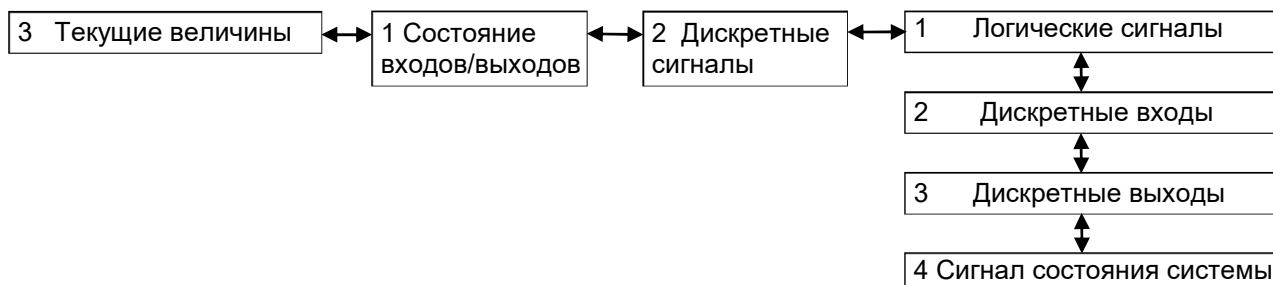 3 Текущие величины
1 Состояние
входов/выходов
2 Дискретные
сигналы
1 Логические сигналы
2 Дискретные входы
3 Дискретные выходы
4 Сигнал состояния системы